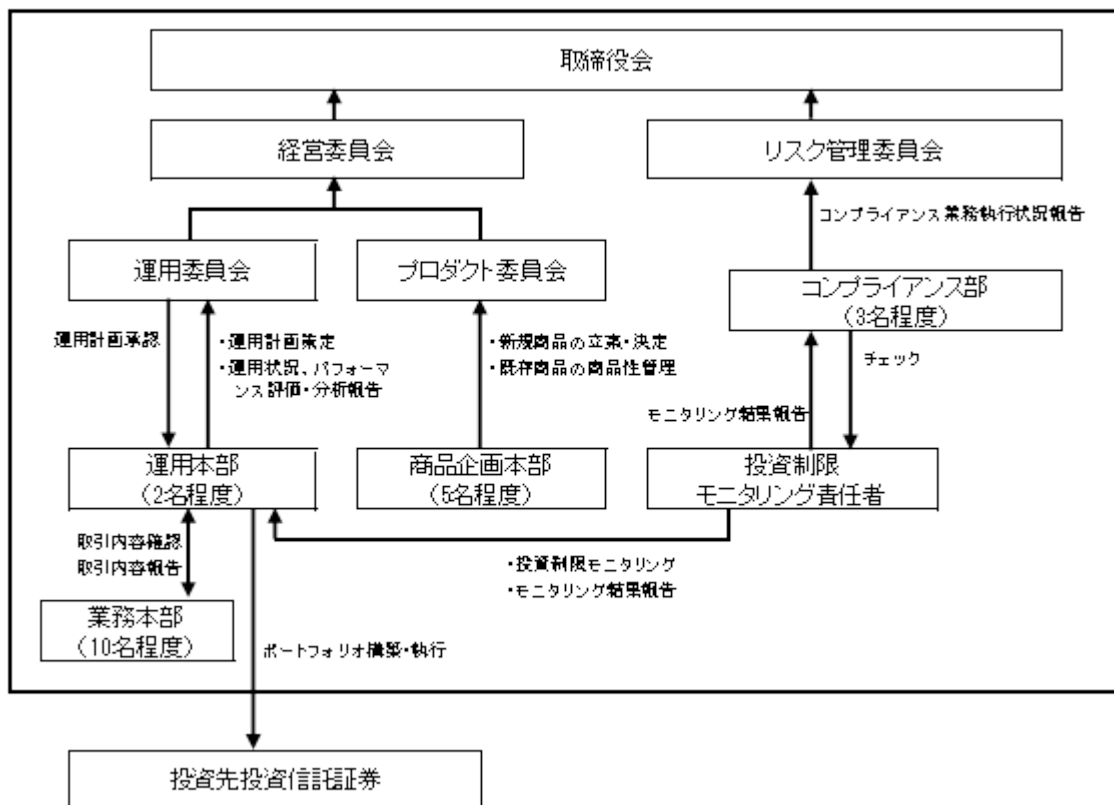 取締役会
経営委員会
リスク管理委員会
コンプライアンス業務執行状況報告
運用委員会
プロダクト委員会
コンプライアンス部
(3名程度)
運用計画承認
・運用計画策定
・運用状況、パフォーマ
ンス評価・分析報告
・新規商品の立案・決定
・既存商品の商品性管理
チェック
モニタリング結果報告
運用本部
(2名程度)
商品企画本部
(5名程度)
投資制限
モニタリング責任者
取引内容確認
取引内容報告
・投資制限モニタリング
・モニタリング結果報告
業務本部
(10名程度)
ポートフォリオ構築・執行
投資先投資信託証券